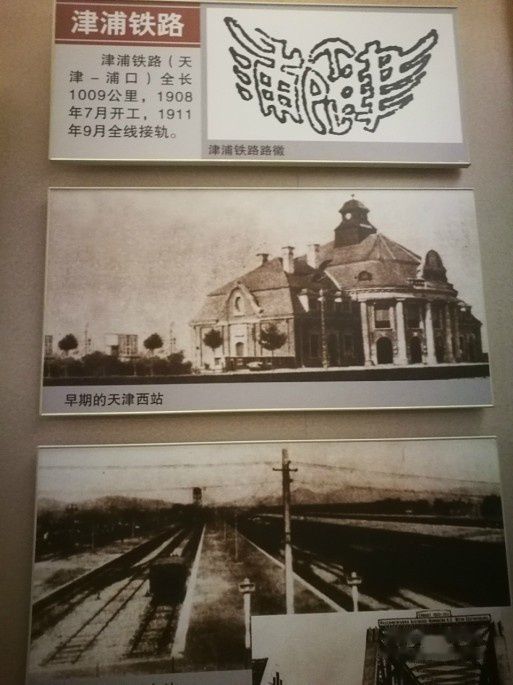 津浦铁路
津浦铁路（天
津－浦口）全长
1009公里，1908
年7月开工，1911
年9月全线接轨。
津浦铁路路徽
早期的天津西站